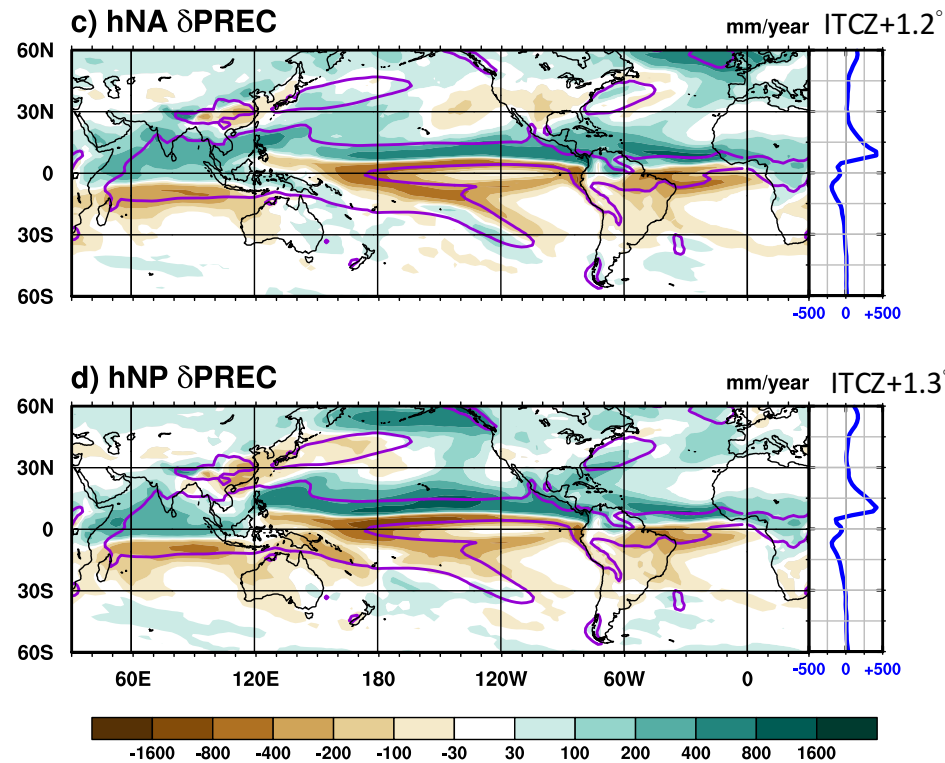 c) hNA δPREC mm/year ITCZ+1.2°
60N
30N
0
30S
60S
-500 0 +500
d) hNP δPREC mm/year ITCZ+1.3°
60N
30N
0
30S
60S
60E 120E 180 120W 60W 0 -500 0 +500
-1600 -800 -400 -200 -100 -30 30 100 200 400 800 1600